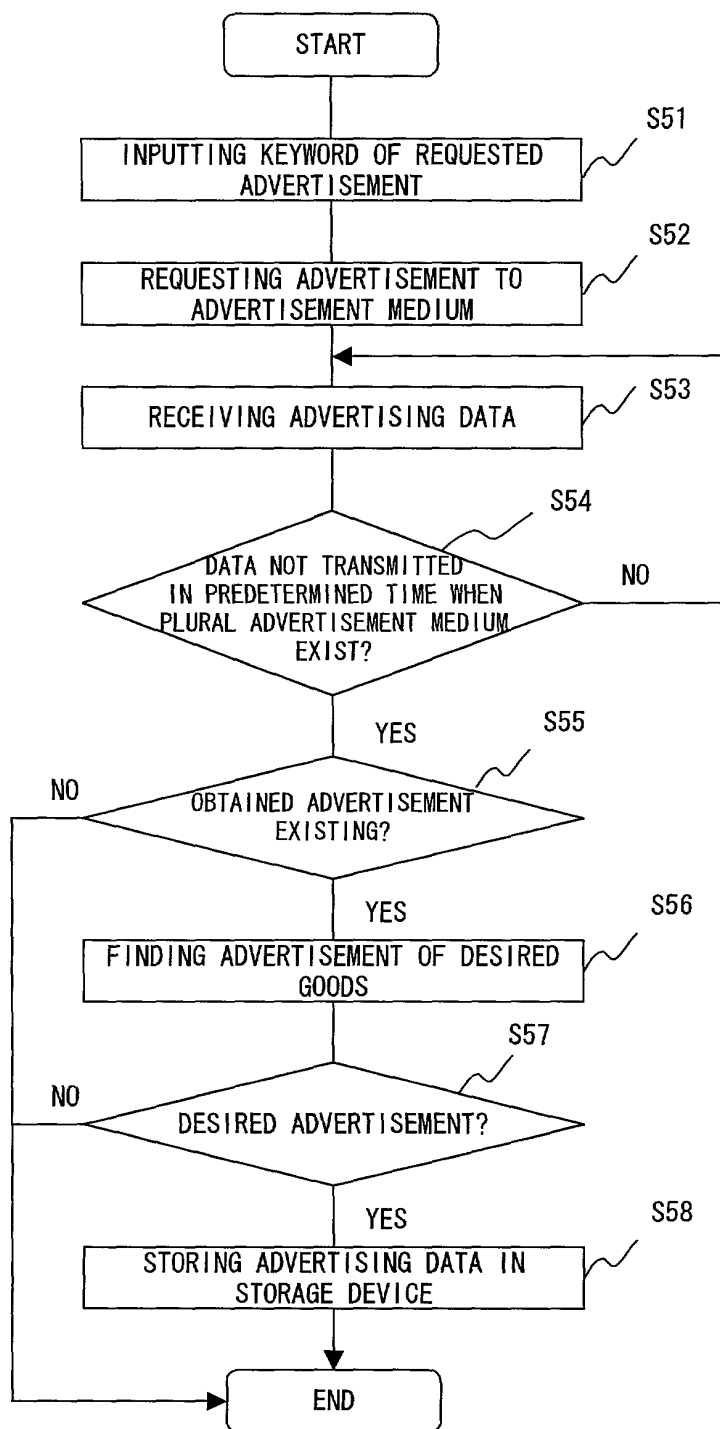 START
S51
INPUTTING KEYWORD OF REQUESTED
ADVERTISEMENT
S52
REQUESTING ADVERTISEMENT TO
ADVERTISEMENT MEDIUM
S53
RECEIVING ADVERTISING DATA
S54
DATA NOT TRANSMITTED
IN PREDETERMINED TIME WHEN
PLURAL ADVERTISEMENT MEDIUM
EXIST?
NO
YES
S55
NO
OBTAINED ADVERTISEMENT
EXISTING?
YES
S56
FINDING ADVERTISEMENT OF DESIRED
GOODS
S57
NO
DESIRED ADVERTISEMENT?
YES
S58
STORING ADVERTISING DATA IN
STORAGE DEVICE
END